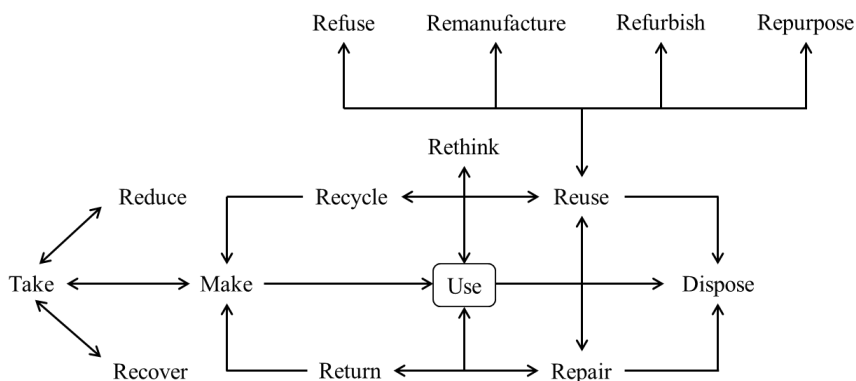 Refuse Remanufacture Refurbish Repurpose
Rethink
Reduce Recycle Reuse
Take Make Use Dispose
Recover Return Repair